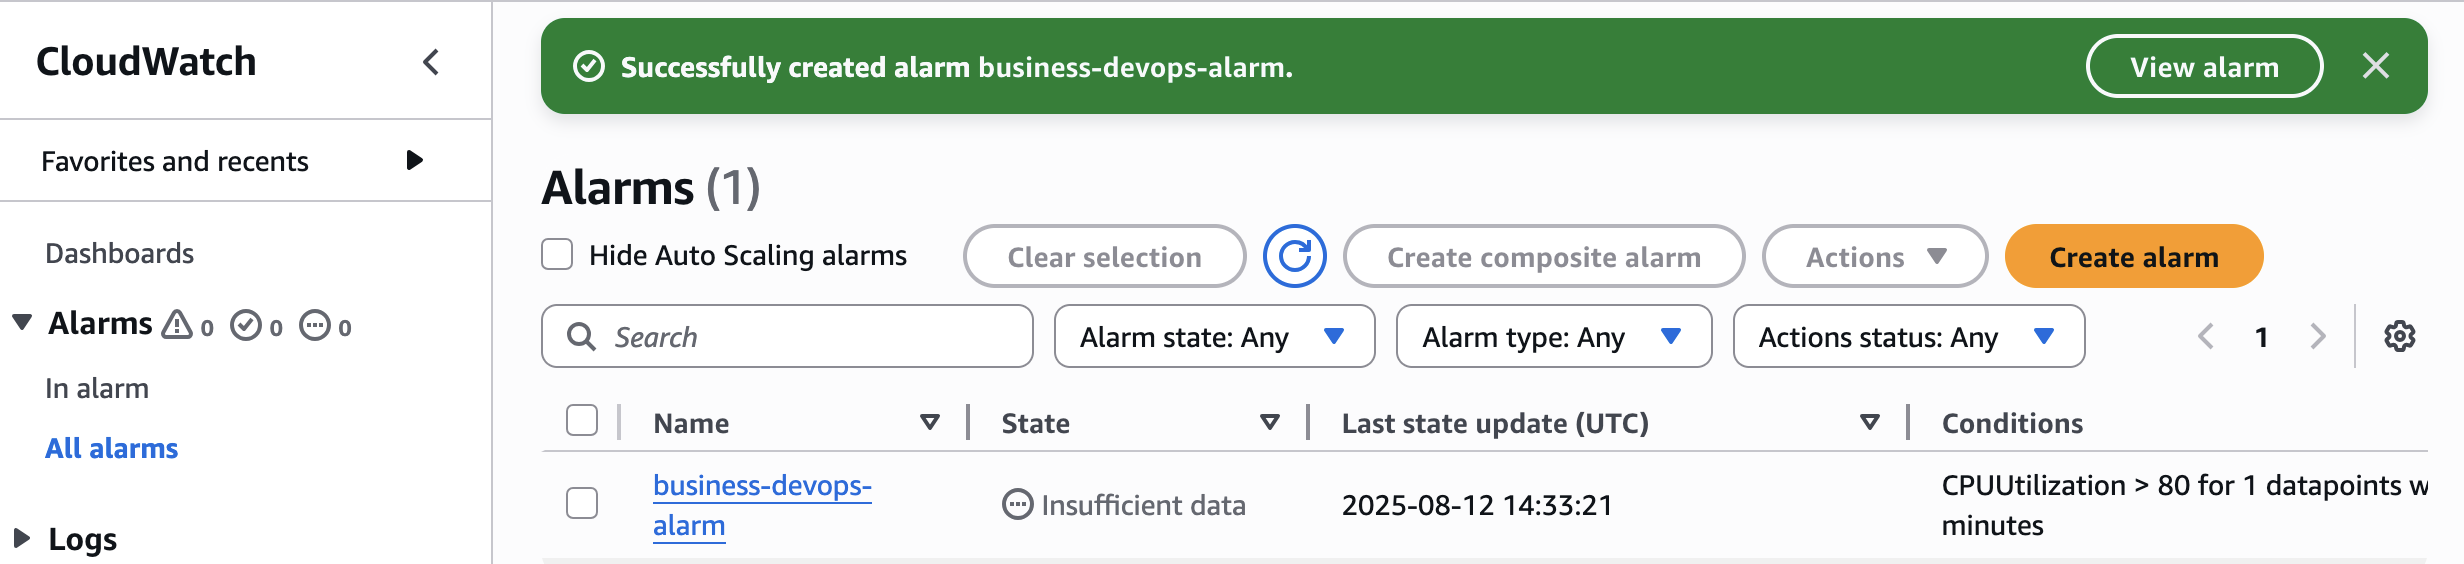 CloudWatch
Favorites and recents
Dashboards
Alarms 0 0 0
In alarm
All alarms
Logs
Successfully created alarm business-devops-alarm.
View alarm
Alarms (1)
Hide Auto Scaling alarms
Clear selection
Create composite alarm
Actions
Create alarm
Search
Alarm state: Any
Alarm type: Any
Actions status: Any
1
Name State Last state update (UTC) Conditions
business-devops-
alarm
Insufficient data
2025-08-12 14:33:21
CPUUtilization > 80 for 1 datapoints
minutes